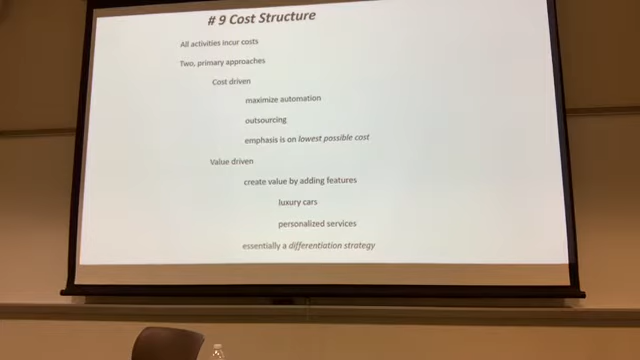 # 9 Cost Structure
All activities incur costs
Two, primary approaches
Cost driven
maximize automation
outsourcing
emphasis is on lowest possible cost
Value driven
create value by adding features
luxury cars
personalized services
essentially a differentiation strategy